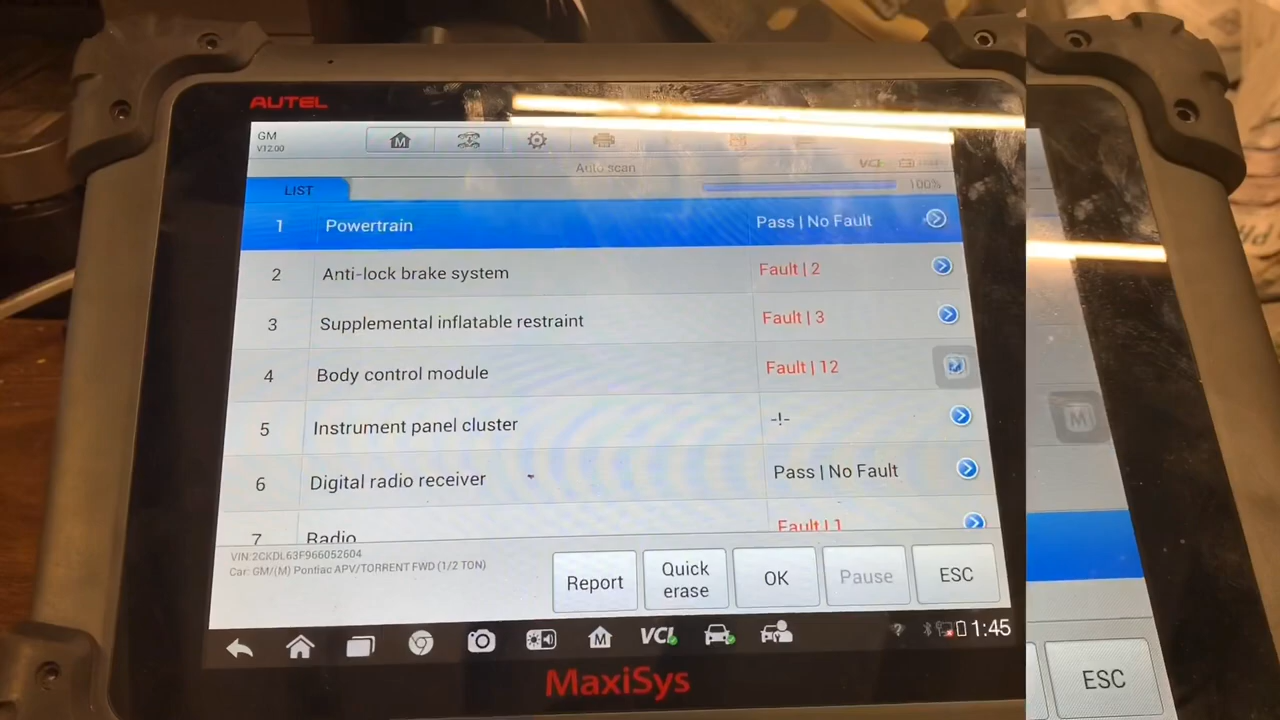 AUTEL
GM
V12.00
M
Auto scan
VCI
LIST
100%
1 Powertrain Pass | No Fault
2 Anti-lock brake system Fault | 2
3 Supplemental inflatable restraint Fault | 3
4 Body control module Fault | 12
5 Instrument panel cluster -!-
6 Digital radio receiver Pass | No Fault
7 Radio Fault | 1
VIN:2CKDL63F966052604
Car: GM/(M) Pontiac APV/TORRENT FWD (1/2 TON)
Report
Quick
erase
OK
Pause
ESC
M
VCI
1:45
MaxiSys
M
ESC